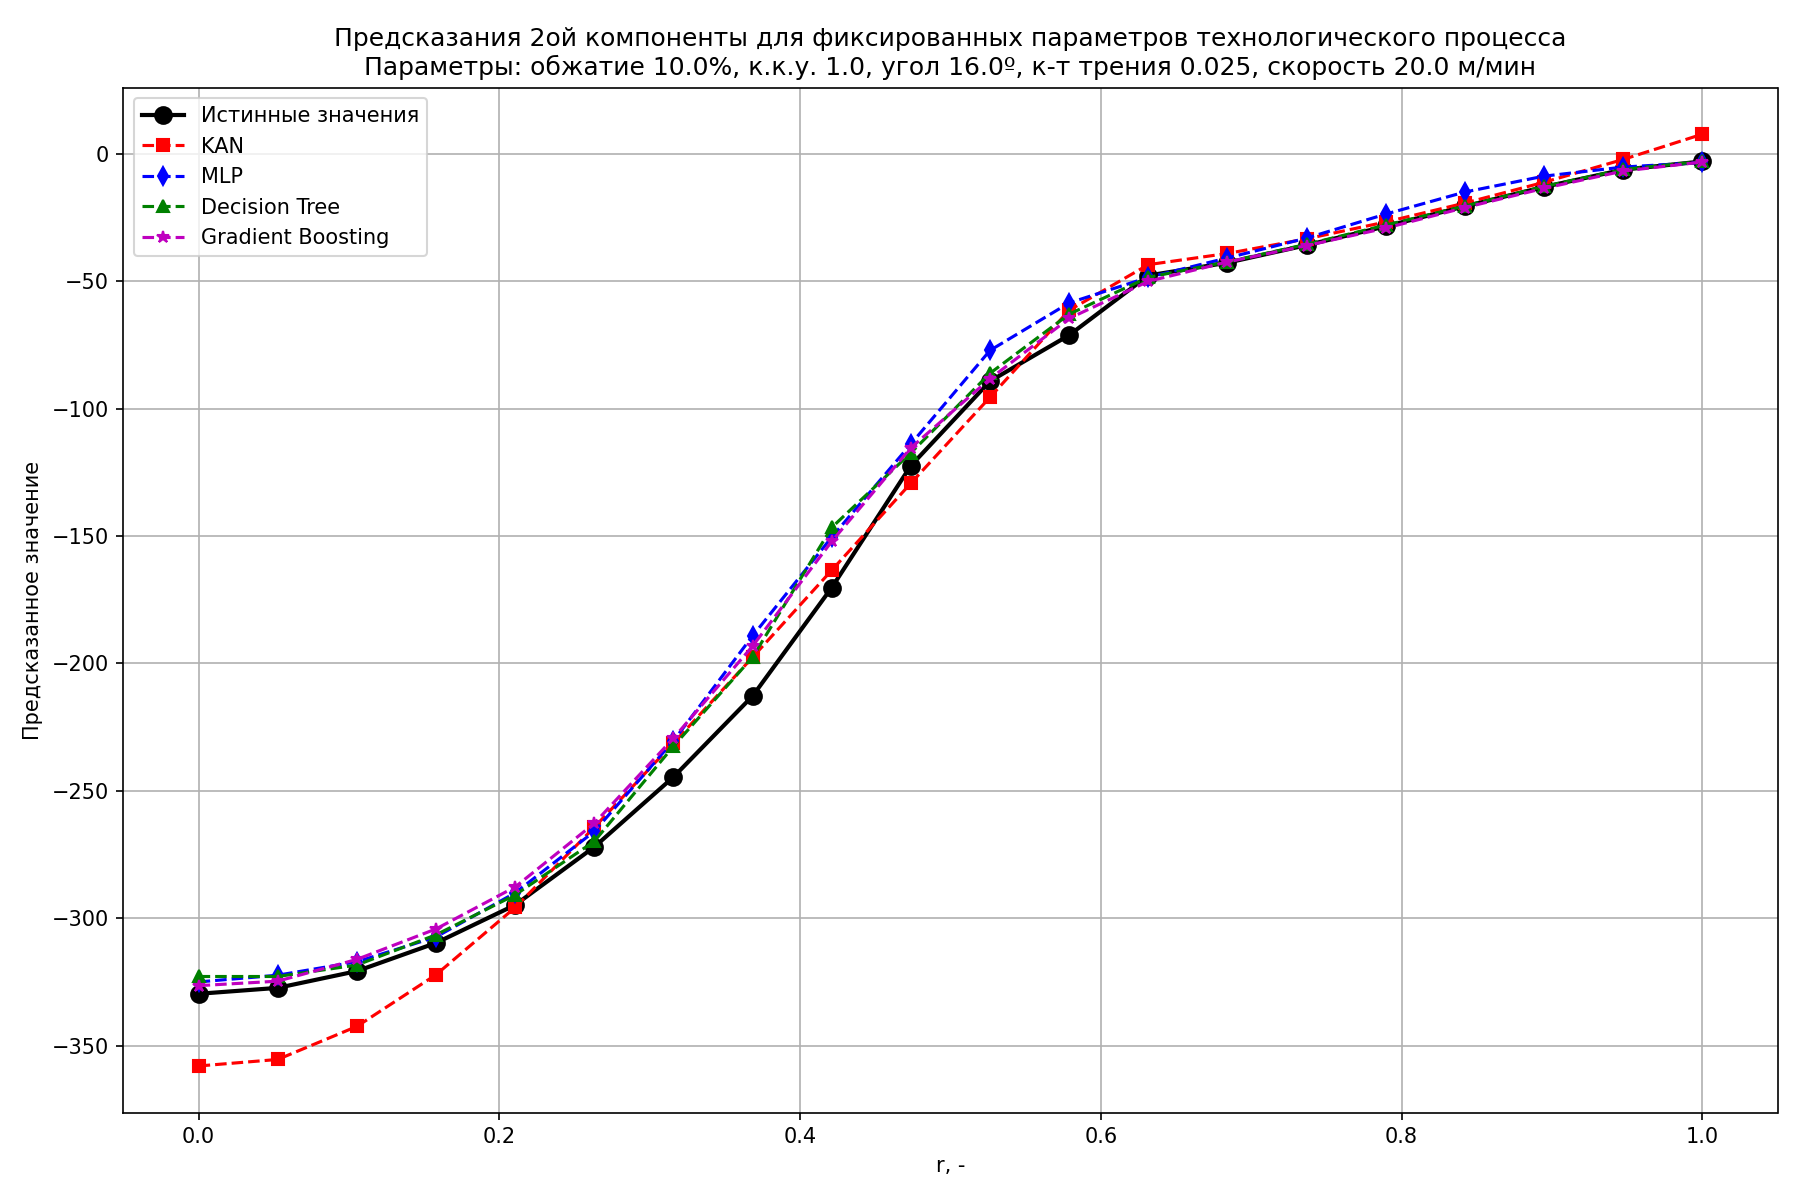 Предсказания 2ой компоненты для фиксированных параметров технологического процесса
Параметры: обжатие 10.0%, к.к.у. 1.0, угол 16.0º, к-т трения 0.025, скорость 20.0 м/мин
Истинные значения
KAN
MLP
Decision Tree
Gradient Boosting
Предсказанное значение
0
−50
−100
−150
−200
−250
−300
−350
0.0 0.2 0.4 0.6 0.8 1.0
r, -